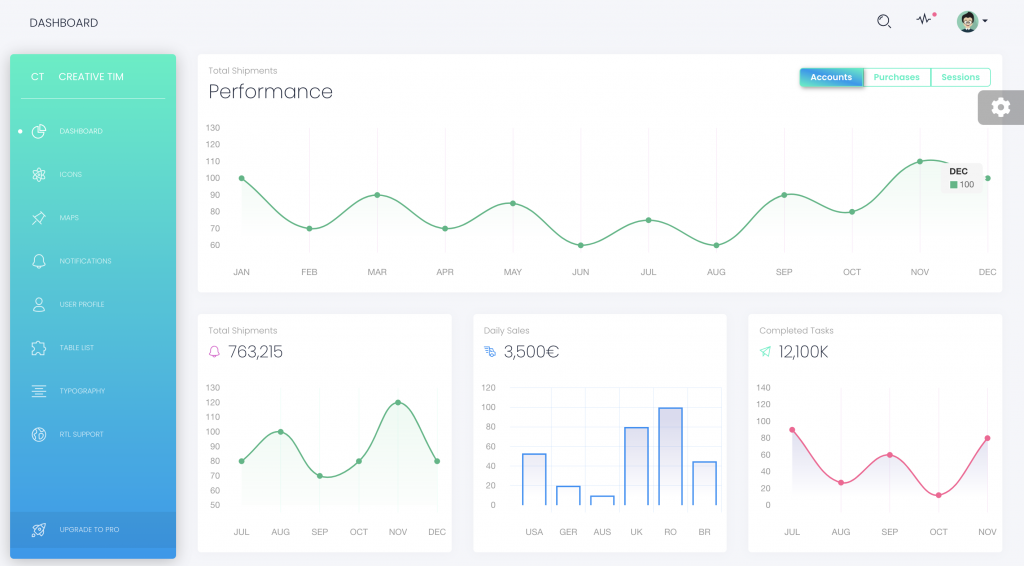 DASHBOARD
CT CREATIVE TIM
DASHBOARD
ICONS
MAPS
NOTIFICATIONS
USER PROFILE
TABLE LIST
TYPOGRAPHY
RTL SUPPORT
UPGRADE TO PRO
Total Shipments
Performance
Accounts Purchases Sessions
130
120
110
100
90
80
70
60
DEC
100
JAN FEB MAR APR MAY JUN JUL AUG SEP OCT NOV DEC
Total Shipments
763,215
130
120
110
100
90
80
70
60
50
JUL AUG SEP OCT NOV DEC
Daily Sales
3,500€
120
100
80
60
40
20
0
USA GER AUS UK RO BR
Completed Tasks
12,100K
140
120
100
80
60
40
20
0
JUL AUG SEP OCT NOV